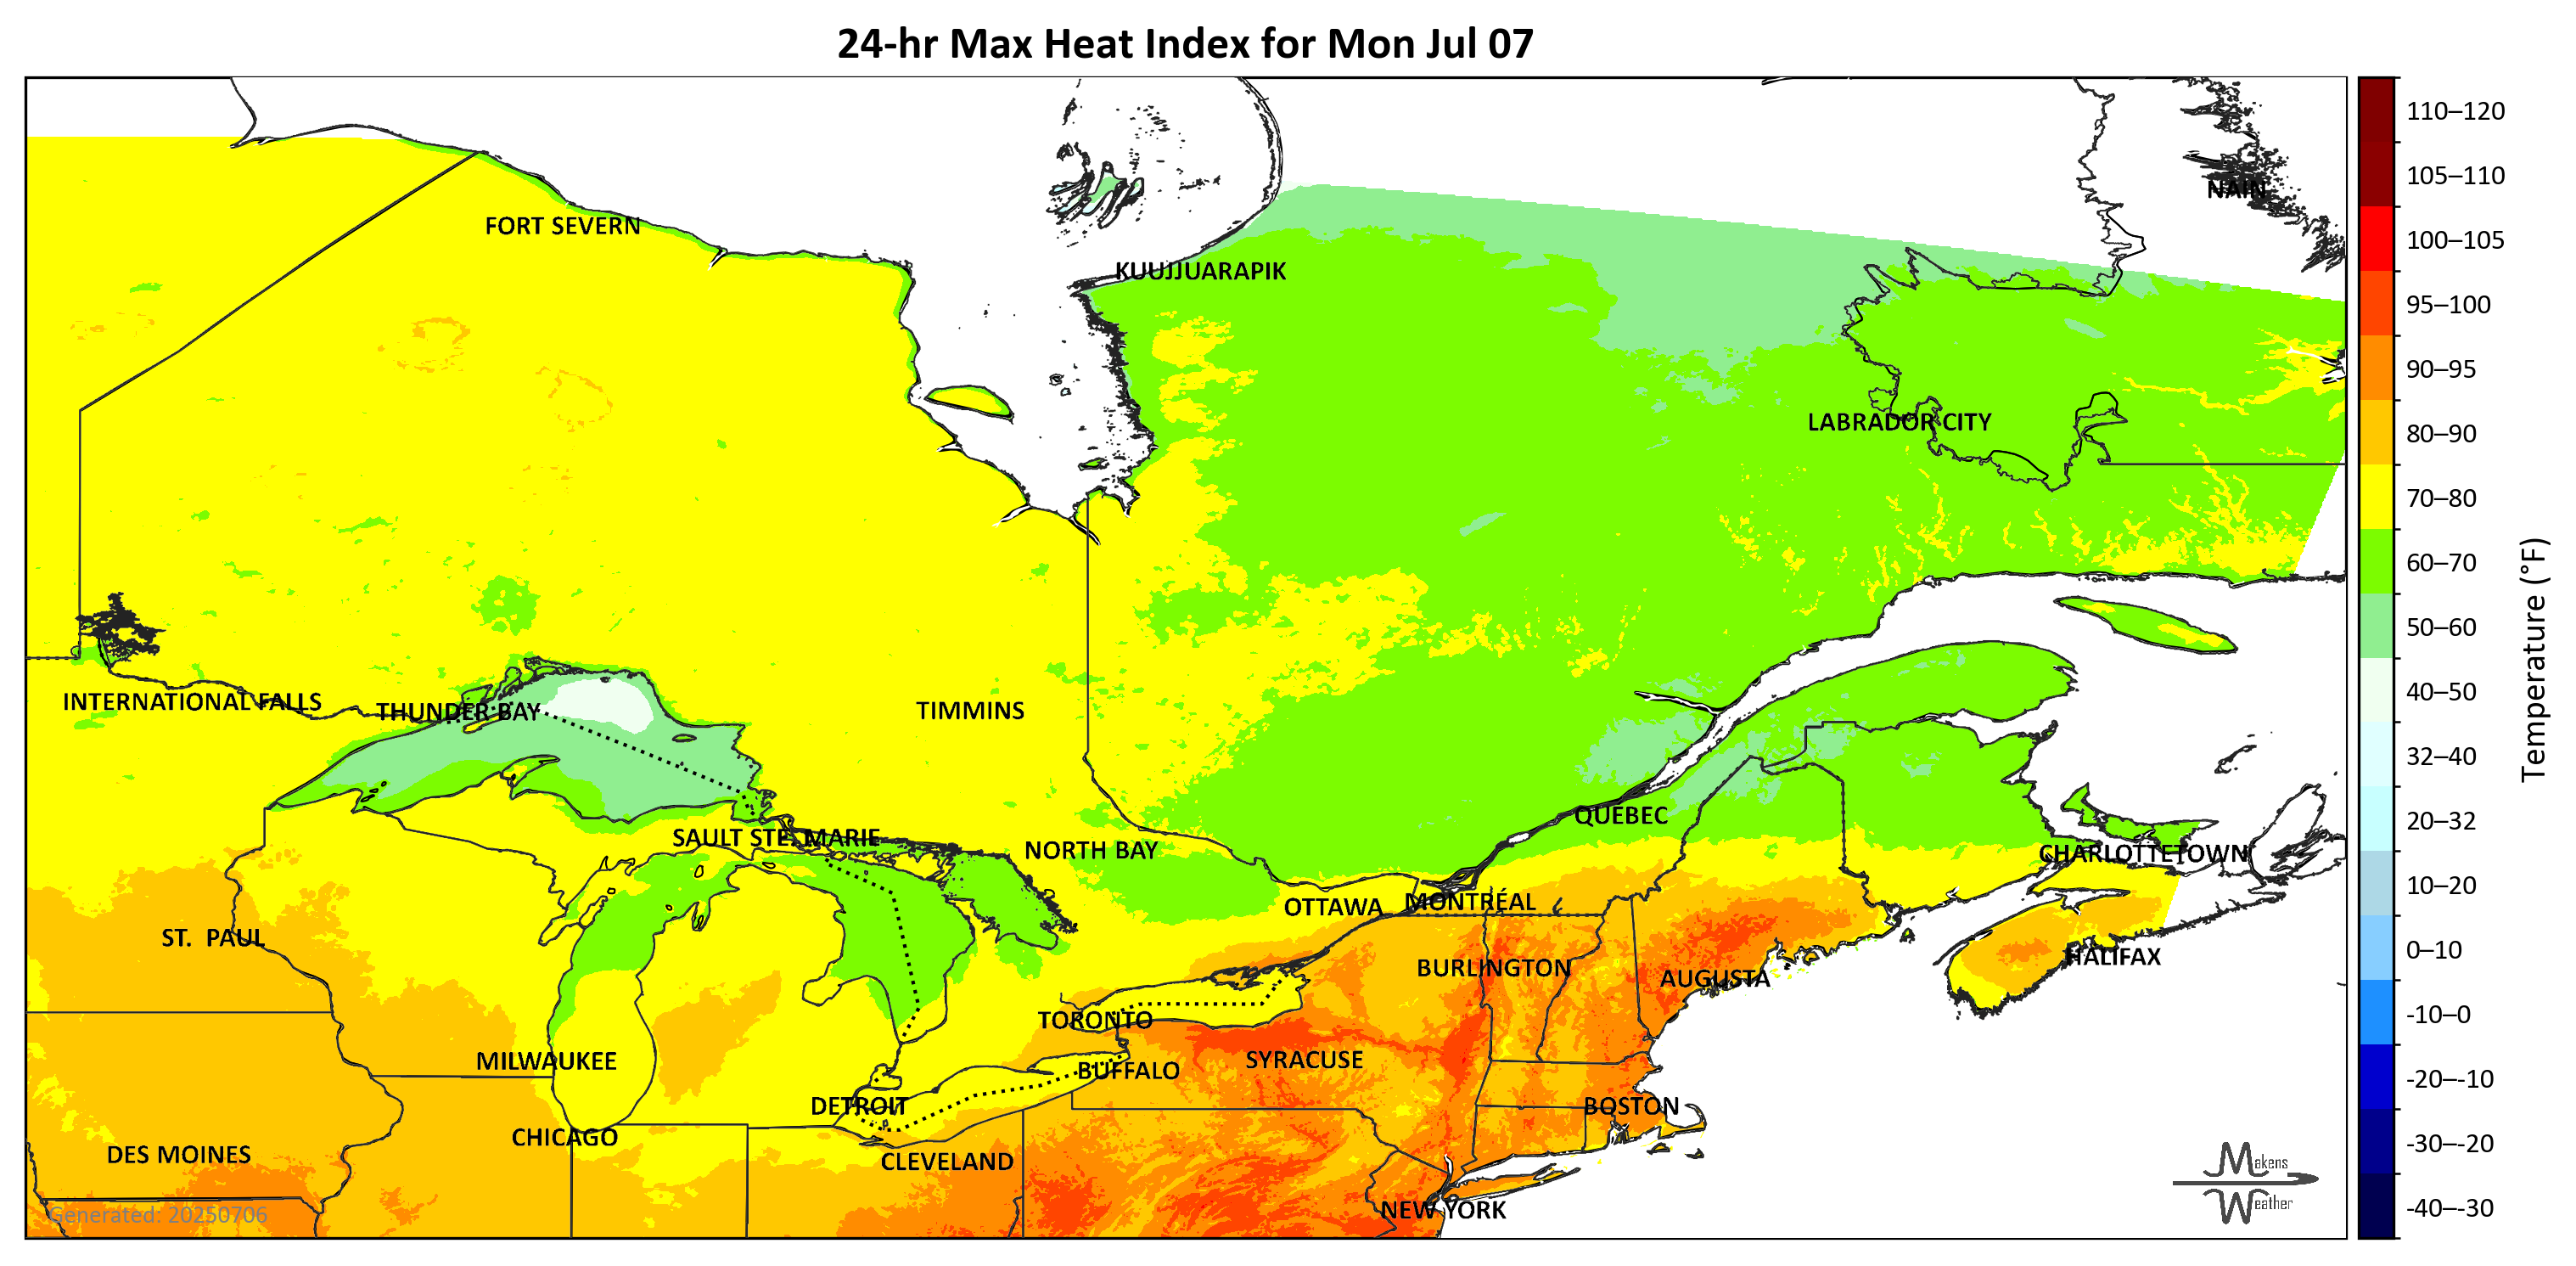 24-hr Max Heat Index for Mon Jul 07
NAIN
FORT SEVERN
KUUJJUARAPIK
LABRADOR CITY
INTERNATIONAL FALLS
THUNDER BAY
TIMMINS
QUÉBEC
SAULT STE. MARIE
NORTH BAY
CHARLOTTETOWN
OTTAWA
MONTRÉAL
ST. PAUL
HALIFAX
BURLINGTON
AUGUSTA
TORONTO
MILWAUKEE
SYRACUSE
BUFFALO
DETROIT
BOSTON
CHICAGO
DES MOINES
CLEVELAND
NEW YORK
Generated: 20250706
Makens
Weather
110–120
105–110
100–105
95–100
90–95
80–90
70–80
60–70
50–60
40–50
32–40
20–32
10–20
0–10
-10–0
-20–-10
-30–-20
-40–-30
Temperature (°F)